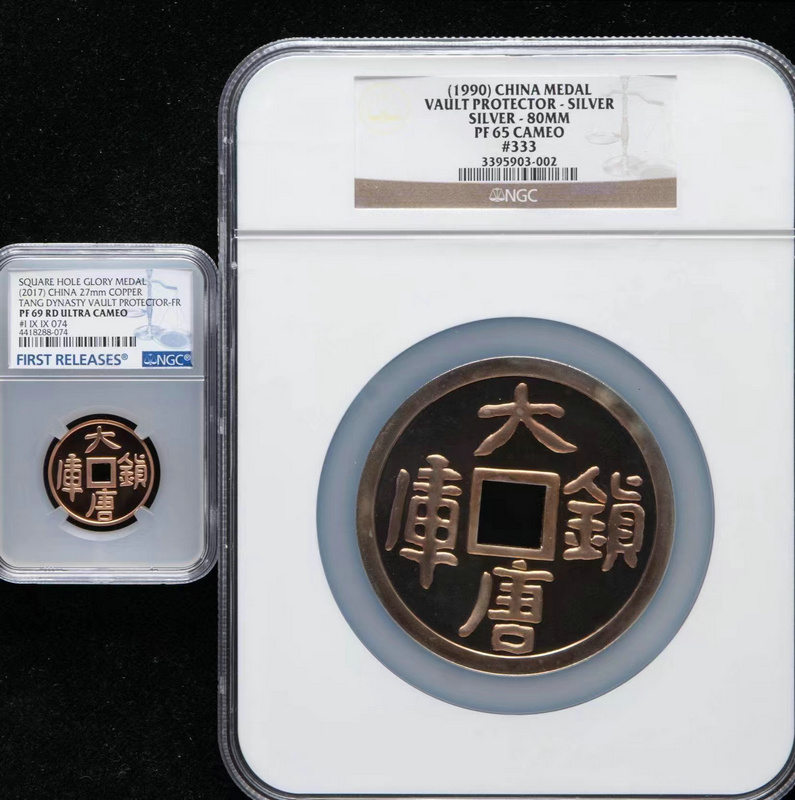 (1990) CHINA MEDAL
VAULT PROTECTOR - SILVER
SILVER - 80MM
PF 65 CAMEO
#333
3395903-002
NGC
SQUARE HOLE GLORY MEDAL
(2017) CHINA 27mm COPPER
TANG DYNASTY VAULT PROTECTOR-FR
PF 69 RD ULTRA CAMEO
#I IX IX 074
4418288-074
FIRST RELEASES®
NGC®
大
庫 鎮
唐
大
庫 鎮
唐